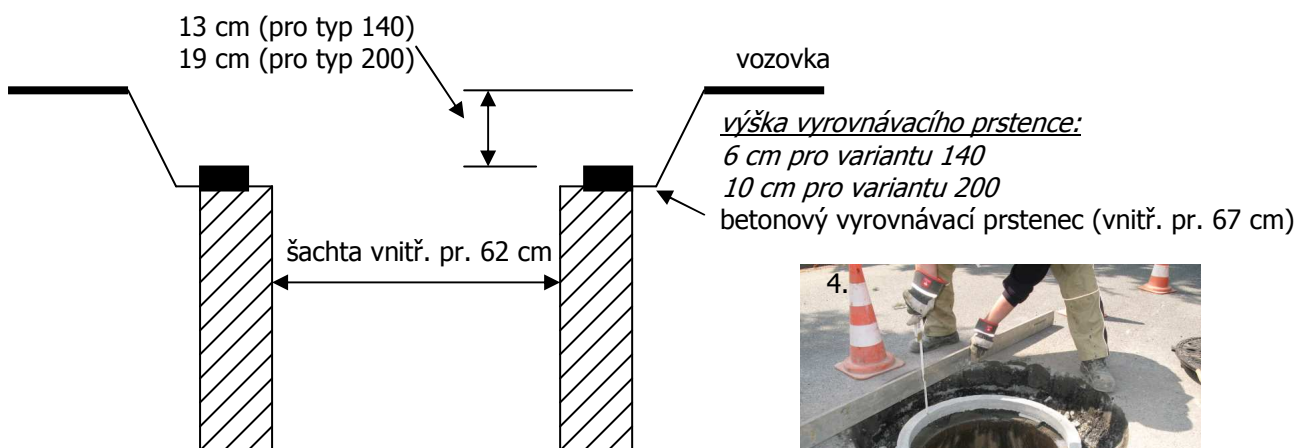 13 cm (pro typ 140)
19 cm (pro typ 200)
vozovka
výška vyrovnávacího prstence:
6 cm pro variantu 140
10 cm pro variantu 200
betonový vyrovnávací prstenec (vnitř. pr. 67 cm)
šachta vnitř. pr. 62 cm
4.